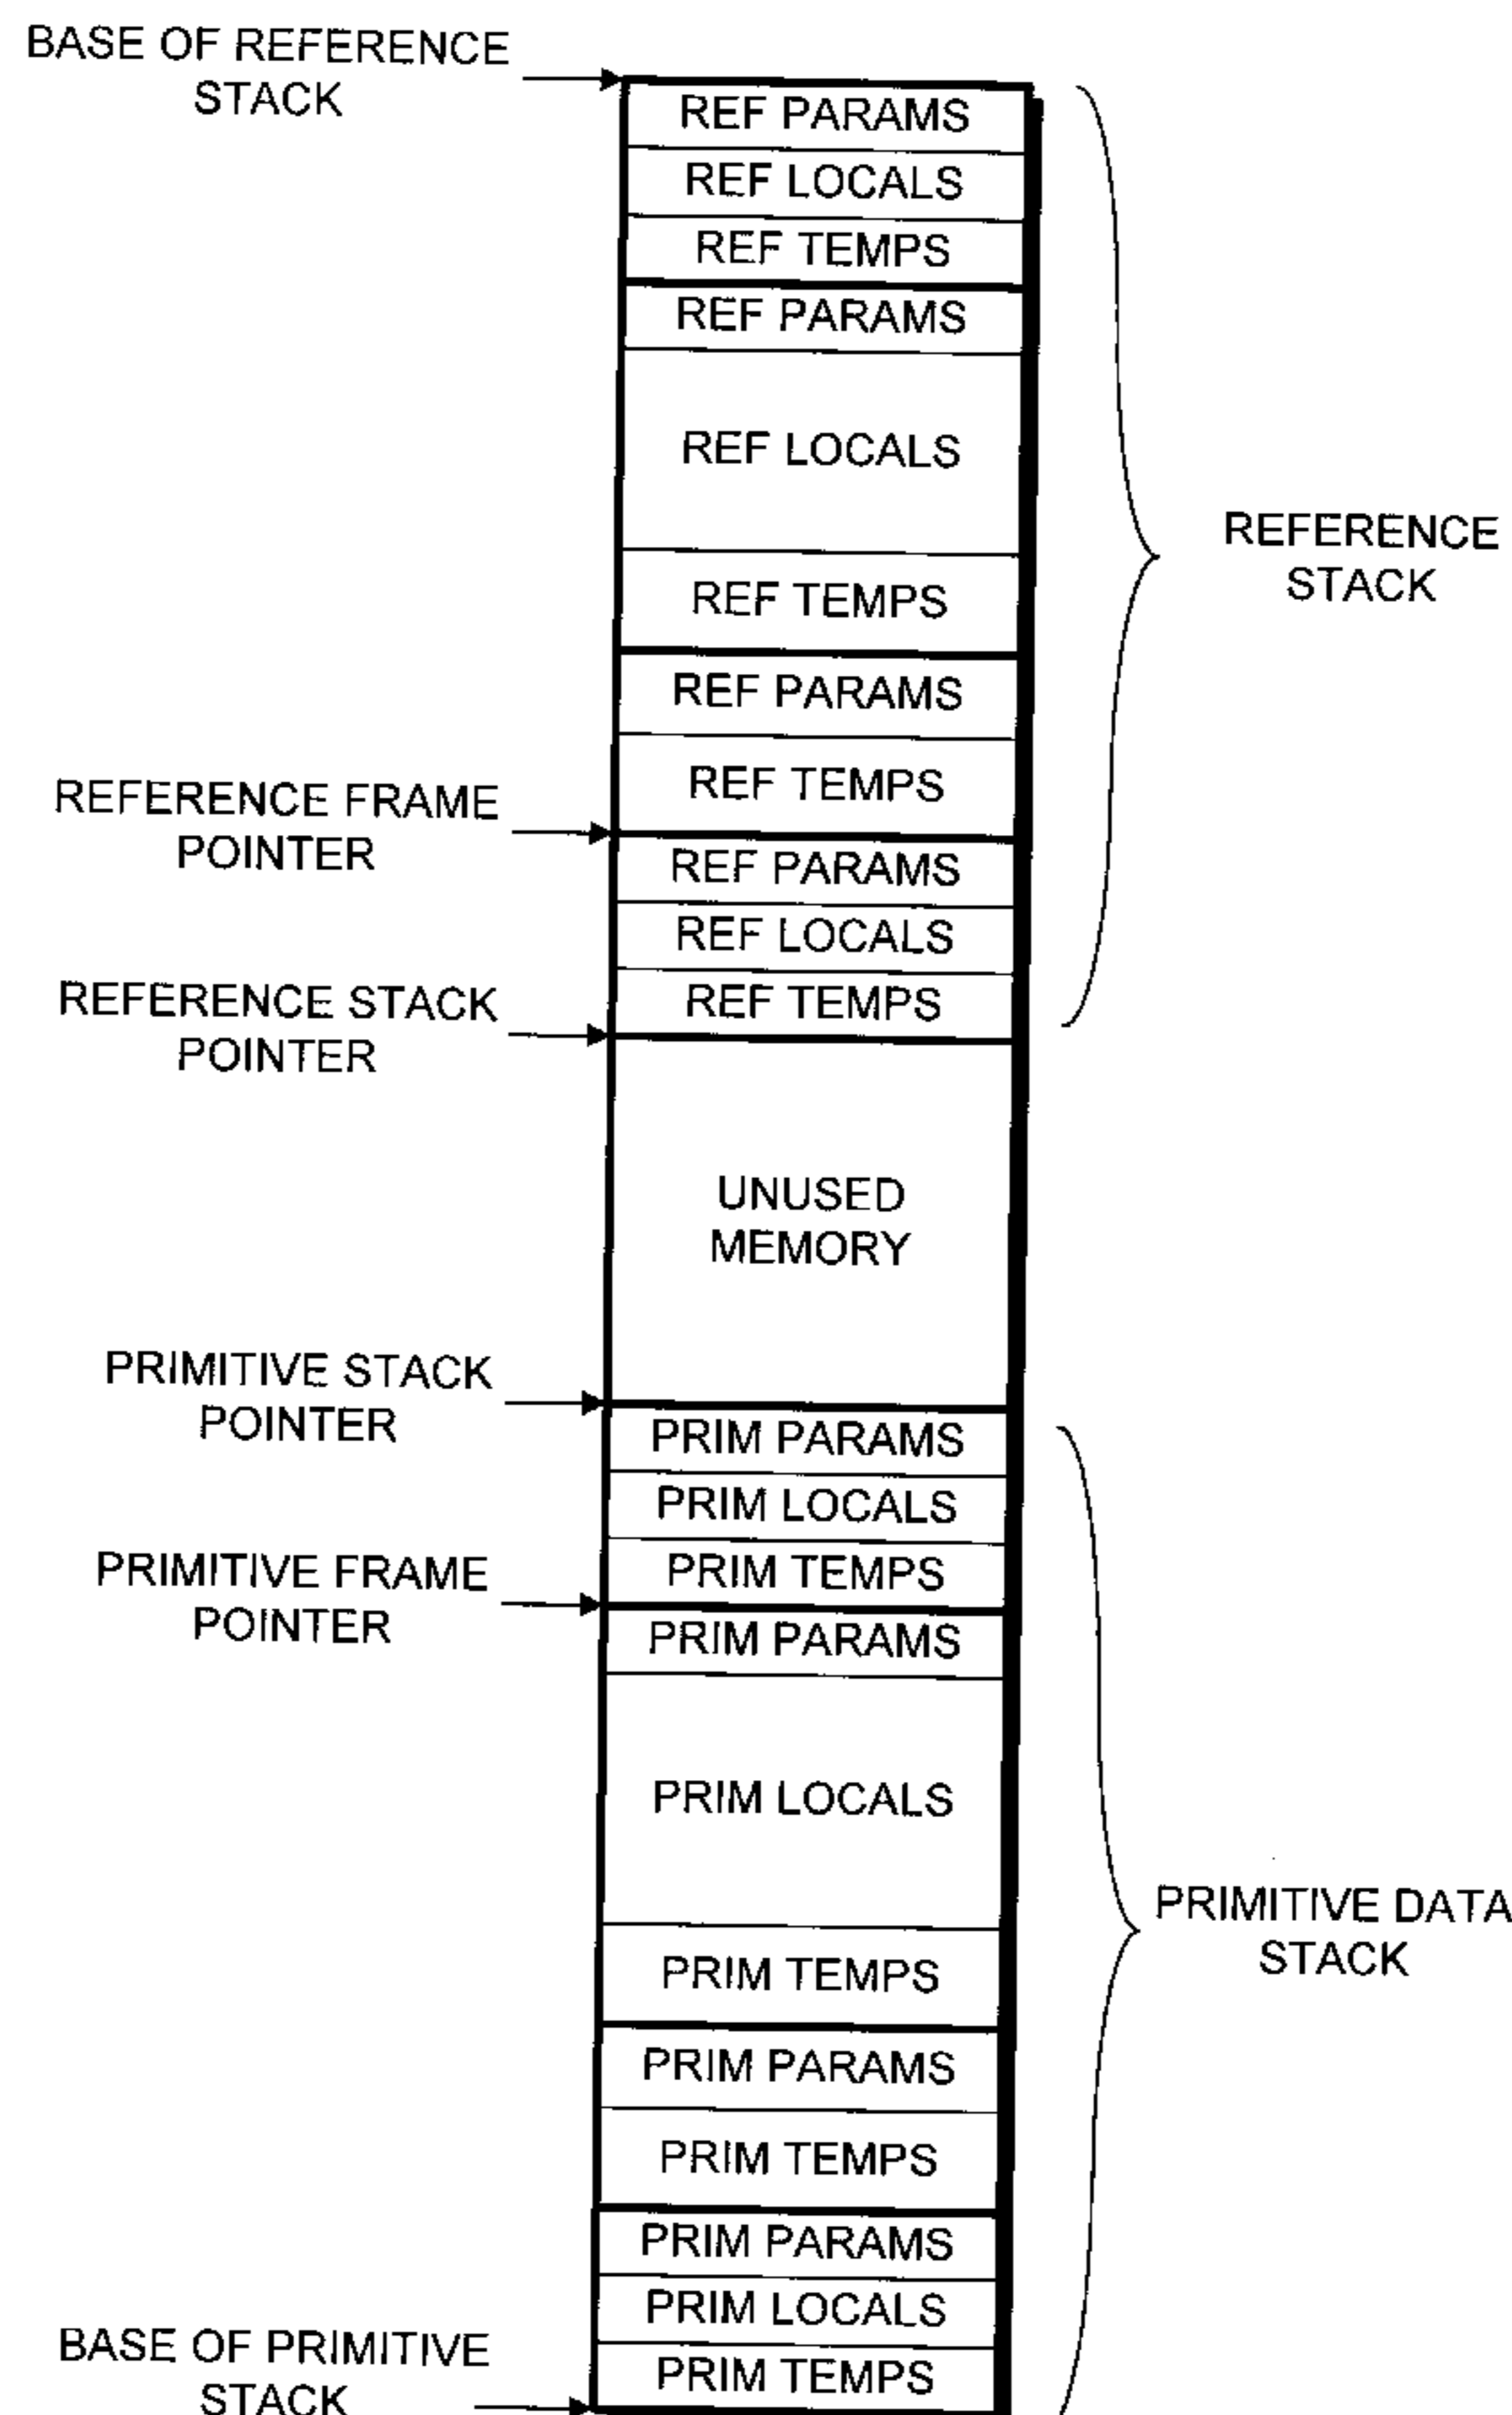 BASE OF REFERENCE
STACK
REF PARAMS
REF LOCALS
REF TEMPS
REF PARAMS
REF LOCALS
REF TEMPS
REF PARAMS
REF TEMPS
REFERENCE FRAME
POINTER
REF PARAMS
REF LOCALS
REF TEMPS
REFERENCE STACK
POINTER
REFERENCE
STACK
UNUSED
MEMORY
PRIMITIVE STACK
POINTER
PRIM PARAMS
PRIM LOCALS
PRIM TEMPS
PRIMITIVE FRAME
POINTER
PRIM PARAMS
PRIM LOCALS
PRIM TEMPS
PRIM PARAMS
PRIM TEMPS
PRIM PARAMS
PRIM LOCALS
PRIM TEMPS
PRIMITIVE DATA
STACK
BASE OF PRIMITIVE
STACK